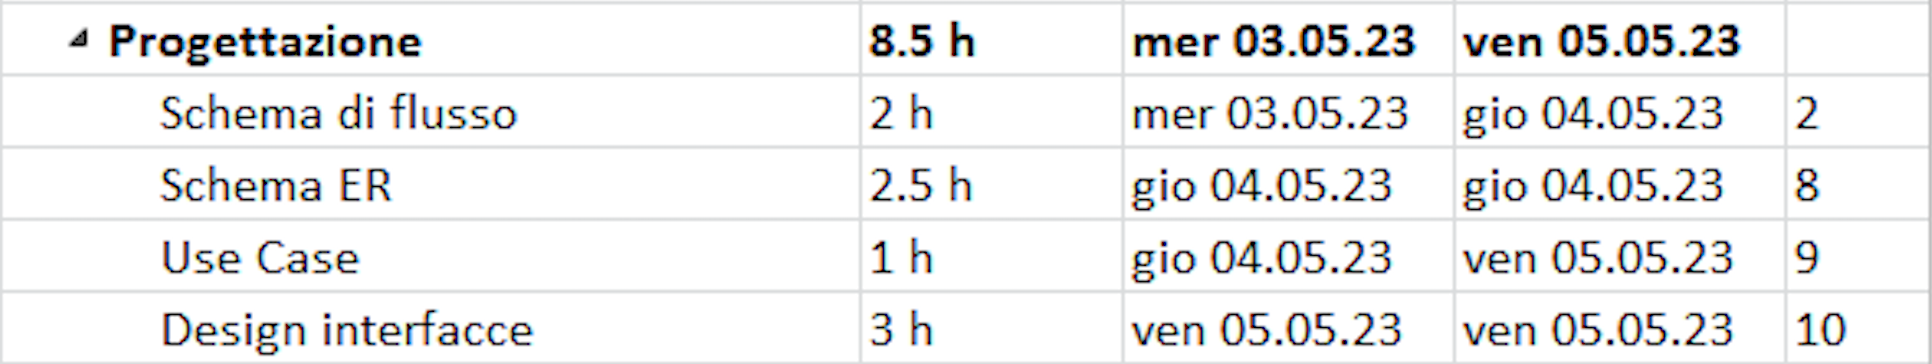 Progettazione 8.5 h mer 03.05.23 ven 05.05.23
Schema di flusso 2 h mer 03.05.23 gio 04.05.23 2
Schema ER 2.5 h gio 04.05.23 gio 04.05.23 8
Use Case 1 h gio 04.05.23 ven 05.05.23 9
Design interfacce 3 h ven 05.05.23 ven 05.05.23 10